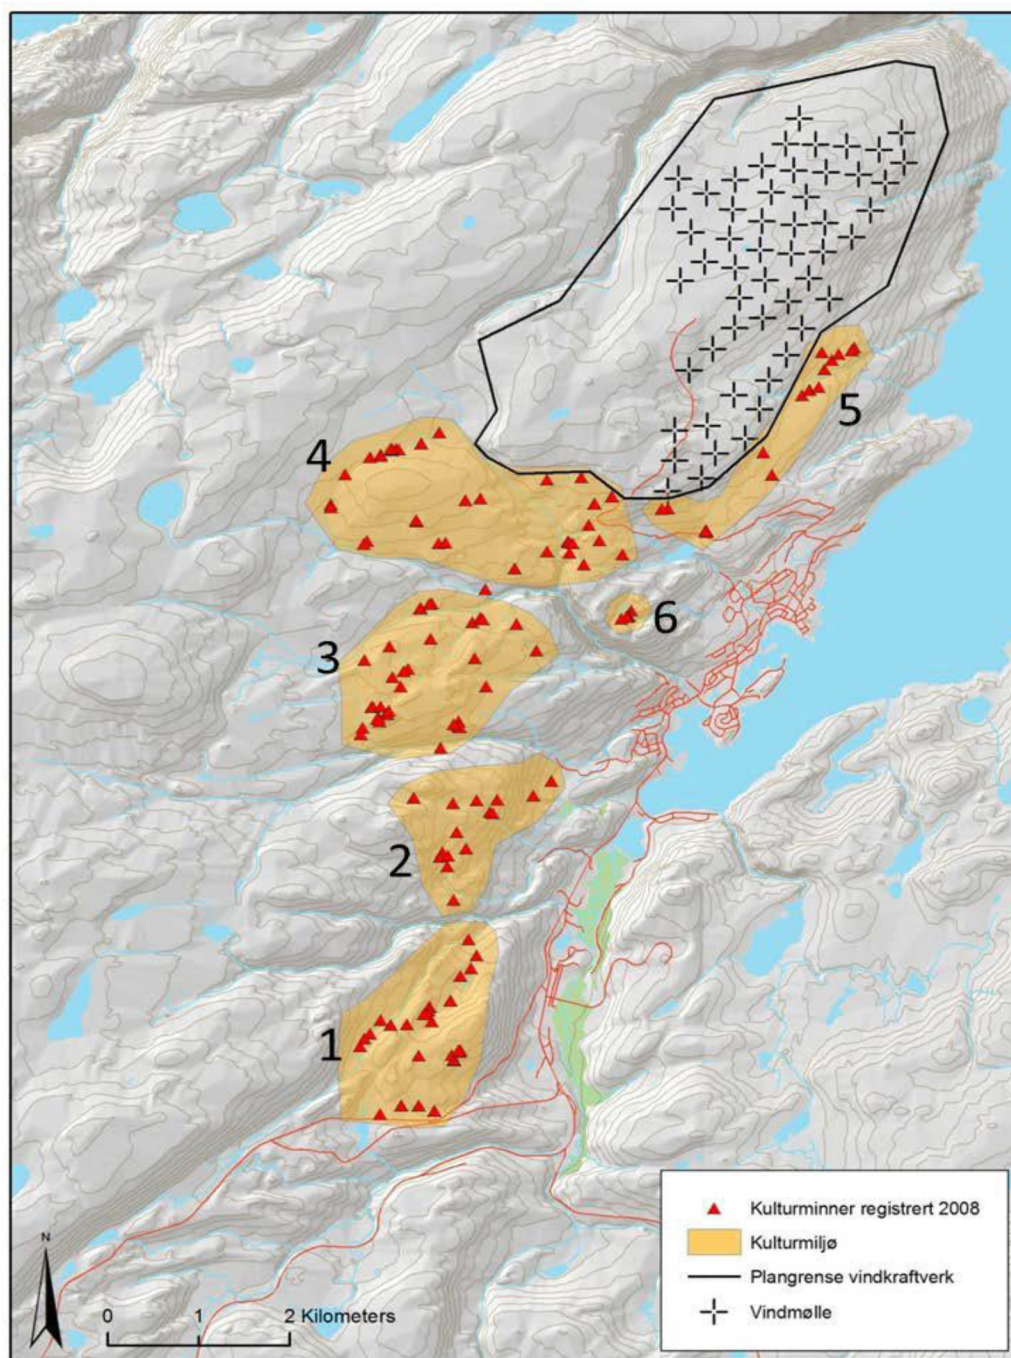 5
4
6
3
2
1
N
0 1 2 Kilometers
Kulturminner registrert 2008
Kulturmiljø
Plangrense vindkraftverk
Vindmølle